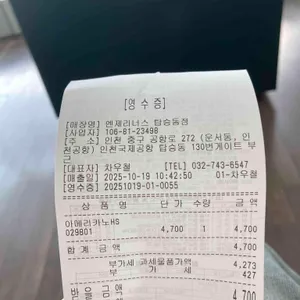 [영 수 증]
[매장명] 엔제리너스 탑승동점
[사업자] 106-81-23498
[주 소] 인천 중구 공항로 272 (운서동, 인
천공항) 인천국제공항 탑승동 130번게이트 부
근
[대표자] 차우철 [TEL] 032-743-6547
[매출일] 2025-10-19 10:42:50 01-차우철
[영수증] 20251019-01-0055
상 품 명 단 가 수량 금 액
아메리카노HS
029B01 4,700 1 4,700
합계 금액 4,700
부가세 과세물품가액 4,273
부 가 세 427
받을 금액 4,700